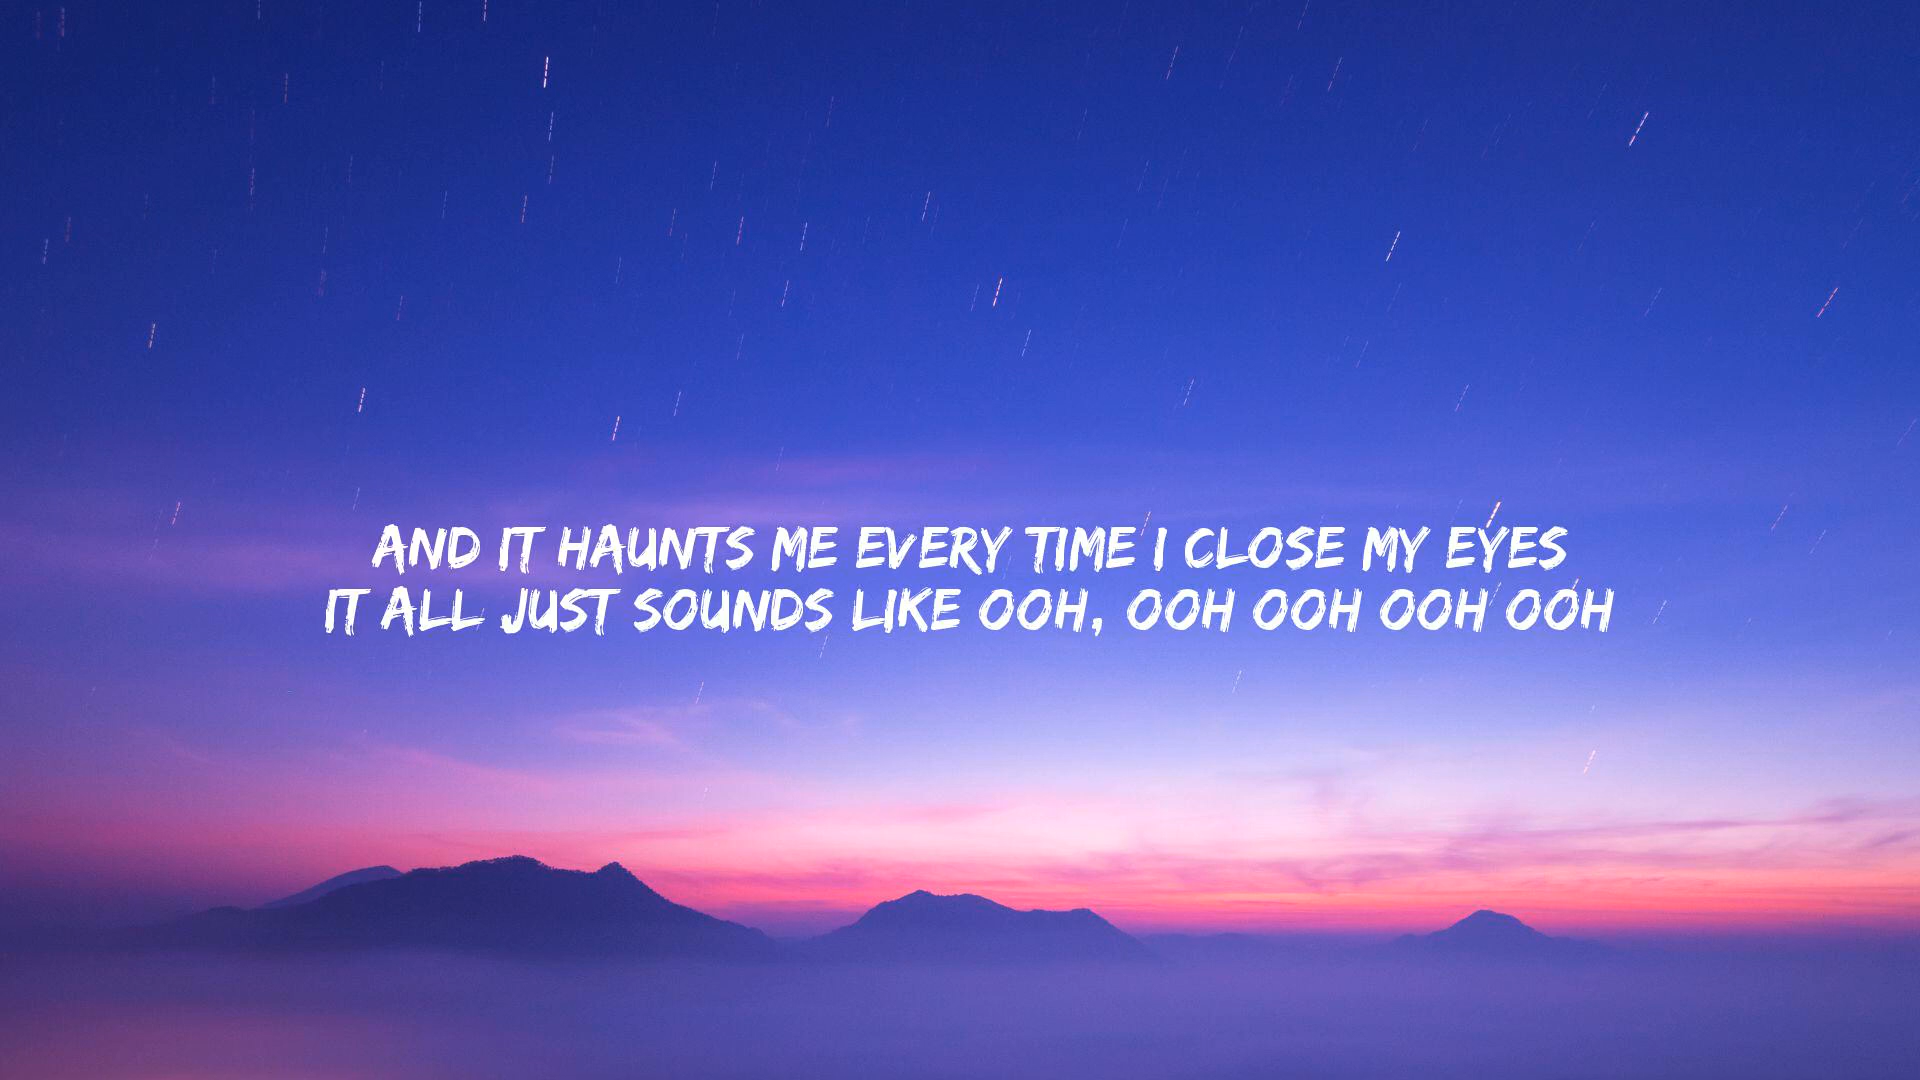 AND IT HAUNTS ME EVERY TIME I CLOSE MY EYES
IT ALL JUST SOUNDS LIKE OOH, OOH OOH OOH OOH